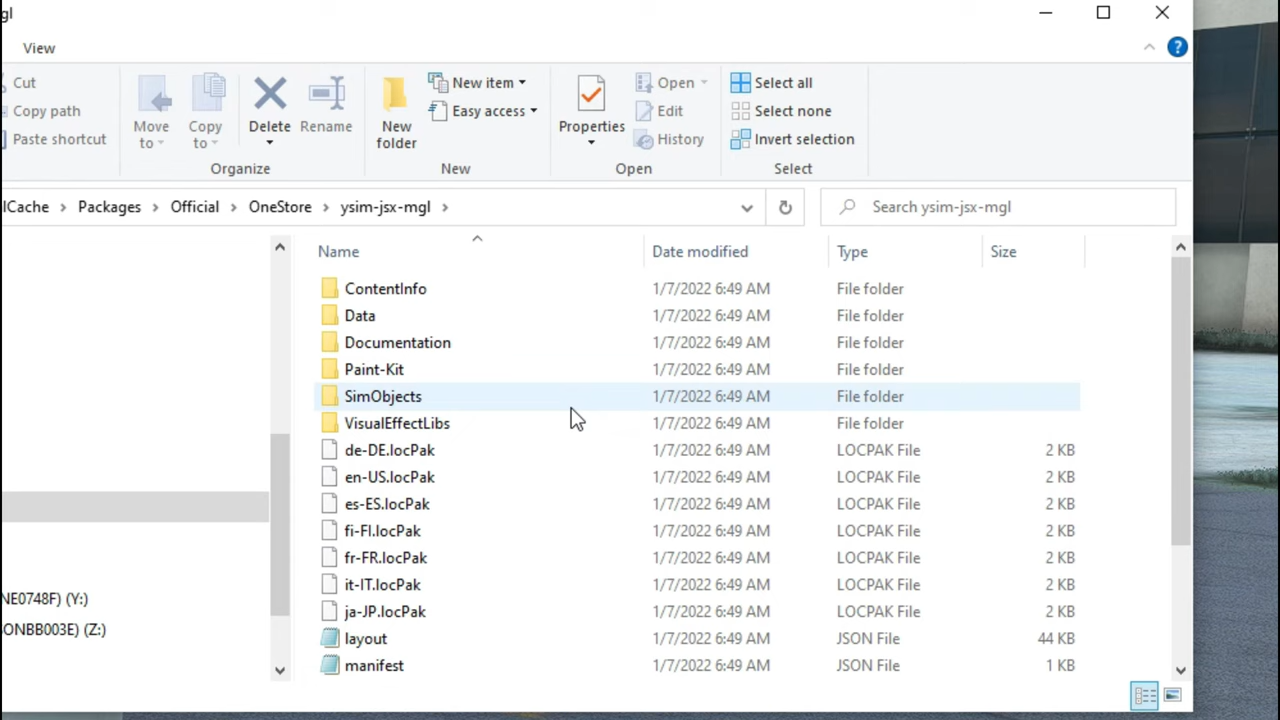 gl
View
Cut
Copy path
Paste shortcut
Move to
Copy to
Delete
Rename
Organize
New folder
New item
Easy access
New
Properties
Open
Edit
History
Open
Select all
Select none
Invert selection
Select
?
lCache > Packages > Official > OneStore > ysim-jsx-mgl >
Search ysim-jsx-mgl
Name Date modified Type Size
ContentInfo 1/7/2022 6:49 AM File folder
Data 1/7/2022 6:49 AM File folder
Documentation 1/7/2022 6:49 AM File folder
Paint-Kit 1/7/2022 6:49 AM File folder
SimObjects 1/7/2022 6:49 AM File folder
VisualEffectLibs 1/7/2022 6:49 AM File folder
de-DE.locPak 1/7/2022 6:49 AM LOCPAK File 2 KB
en-US.locPak 1/7/2022 6:49 AM LOCPAK File 2 KB
es-ES.locPak 1/7/2022 6:49 AM LOCPAK File 2 KB
fi-FI.locPak 1/7/2022 6:49 AM LOCPAK File 2 KB
fr-FR.locPak 1/7/2022 6:49 AM LOCPAK File 2 KB
it-IT.locPak 1/7/2022 6:49 AM LOCPAK File 2 KB
ja-JP.locPak 1/7/2022 6:49 AM LOCPAK File 2 KB
layout 1/7/2022 6:49 AM JSON File 44 KB
manifest 1/7/2022 6:49 AM JSON File 1 KB
NE0748F) (Y:)
ONBB003E) (Z:)